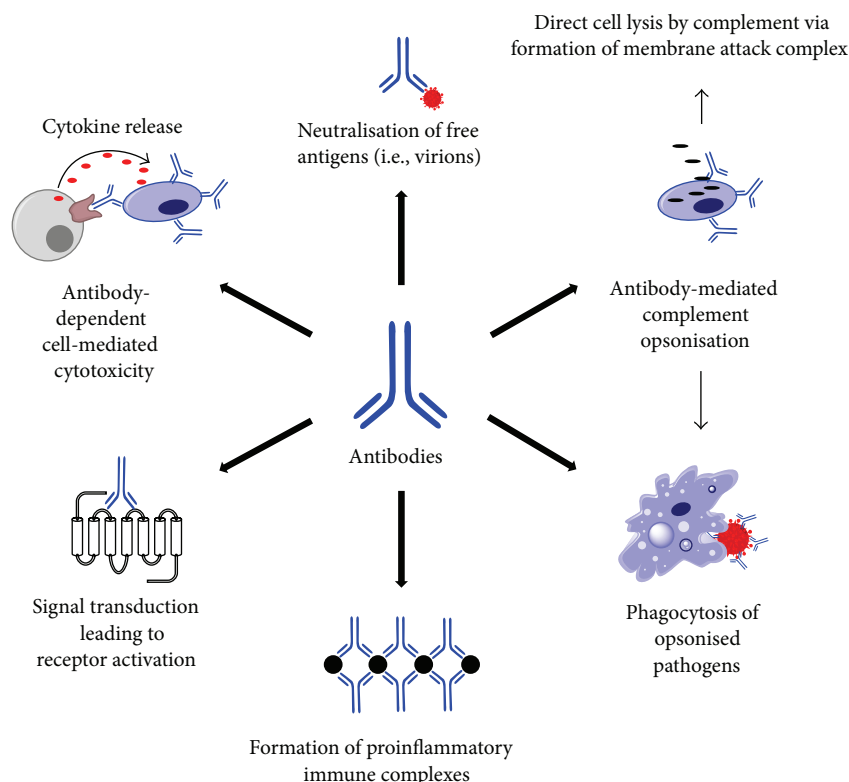 Direct cell lysis by complement via
formation of membrane attack complex
Cytokine release
Neutralisation of free
antigens (i.e., virions)
Antibody-
dependent
cell-mediated
cytotoxicity
Antibody-mediated
complement
opsonisation
Antibodies
Signal transduction
leading to
receptor activation
Phagocytosis of
opsonised
pathogens
Formation of proinflammatory
immune complexes